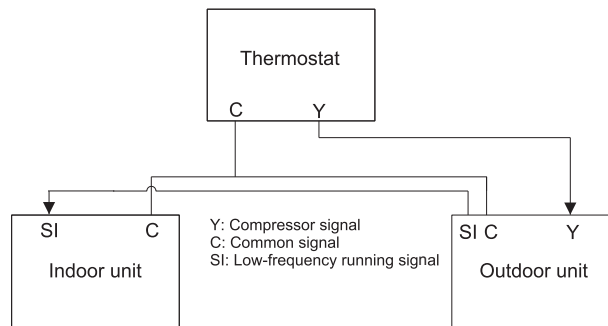 Thermostat
C Y
SI C
Y: Compressor signal
C: Common signal
SI: Low-frequency running signal
SI C Y
Indoor unit
Outdoor unit